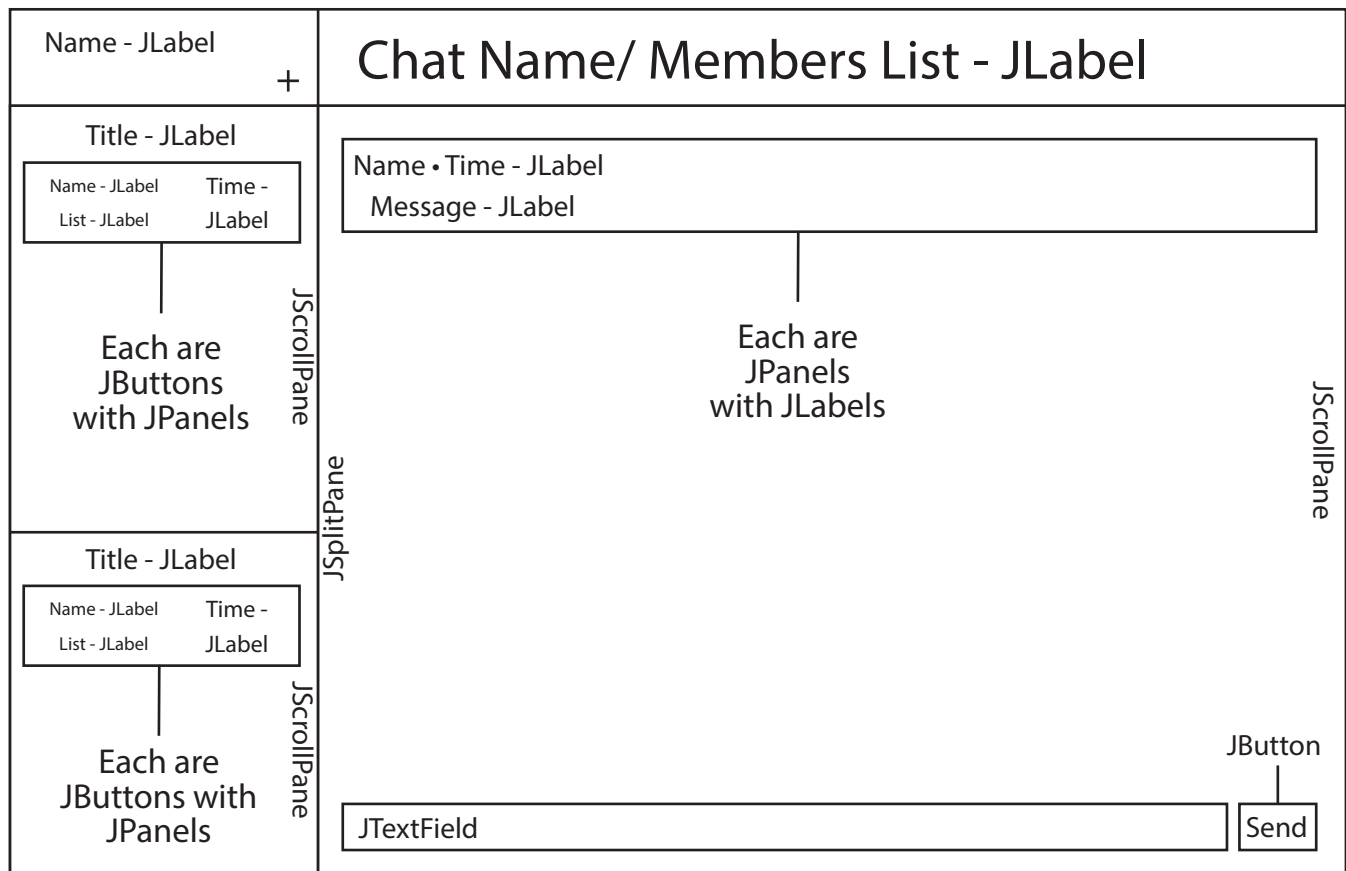 Name - JLabel
+
Chat Name/ Members List - JLabel
Title - JLabel
Name - JLabel
Time -
List - JLabel
JLabel
Each are
JButtons
with JPanels
JScrollPane
Title - JLabel
Name - JLabel
Time -
List - JLabel
JLabel
Each are
JButtons with
JPanels
JScrollPane
JSplitPane
Name • Time - JLabel
Message - JLabel
Each are
JPanels
with JLabels
JScrollPane
JTextField
JButton
Send